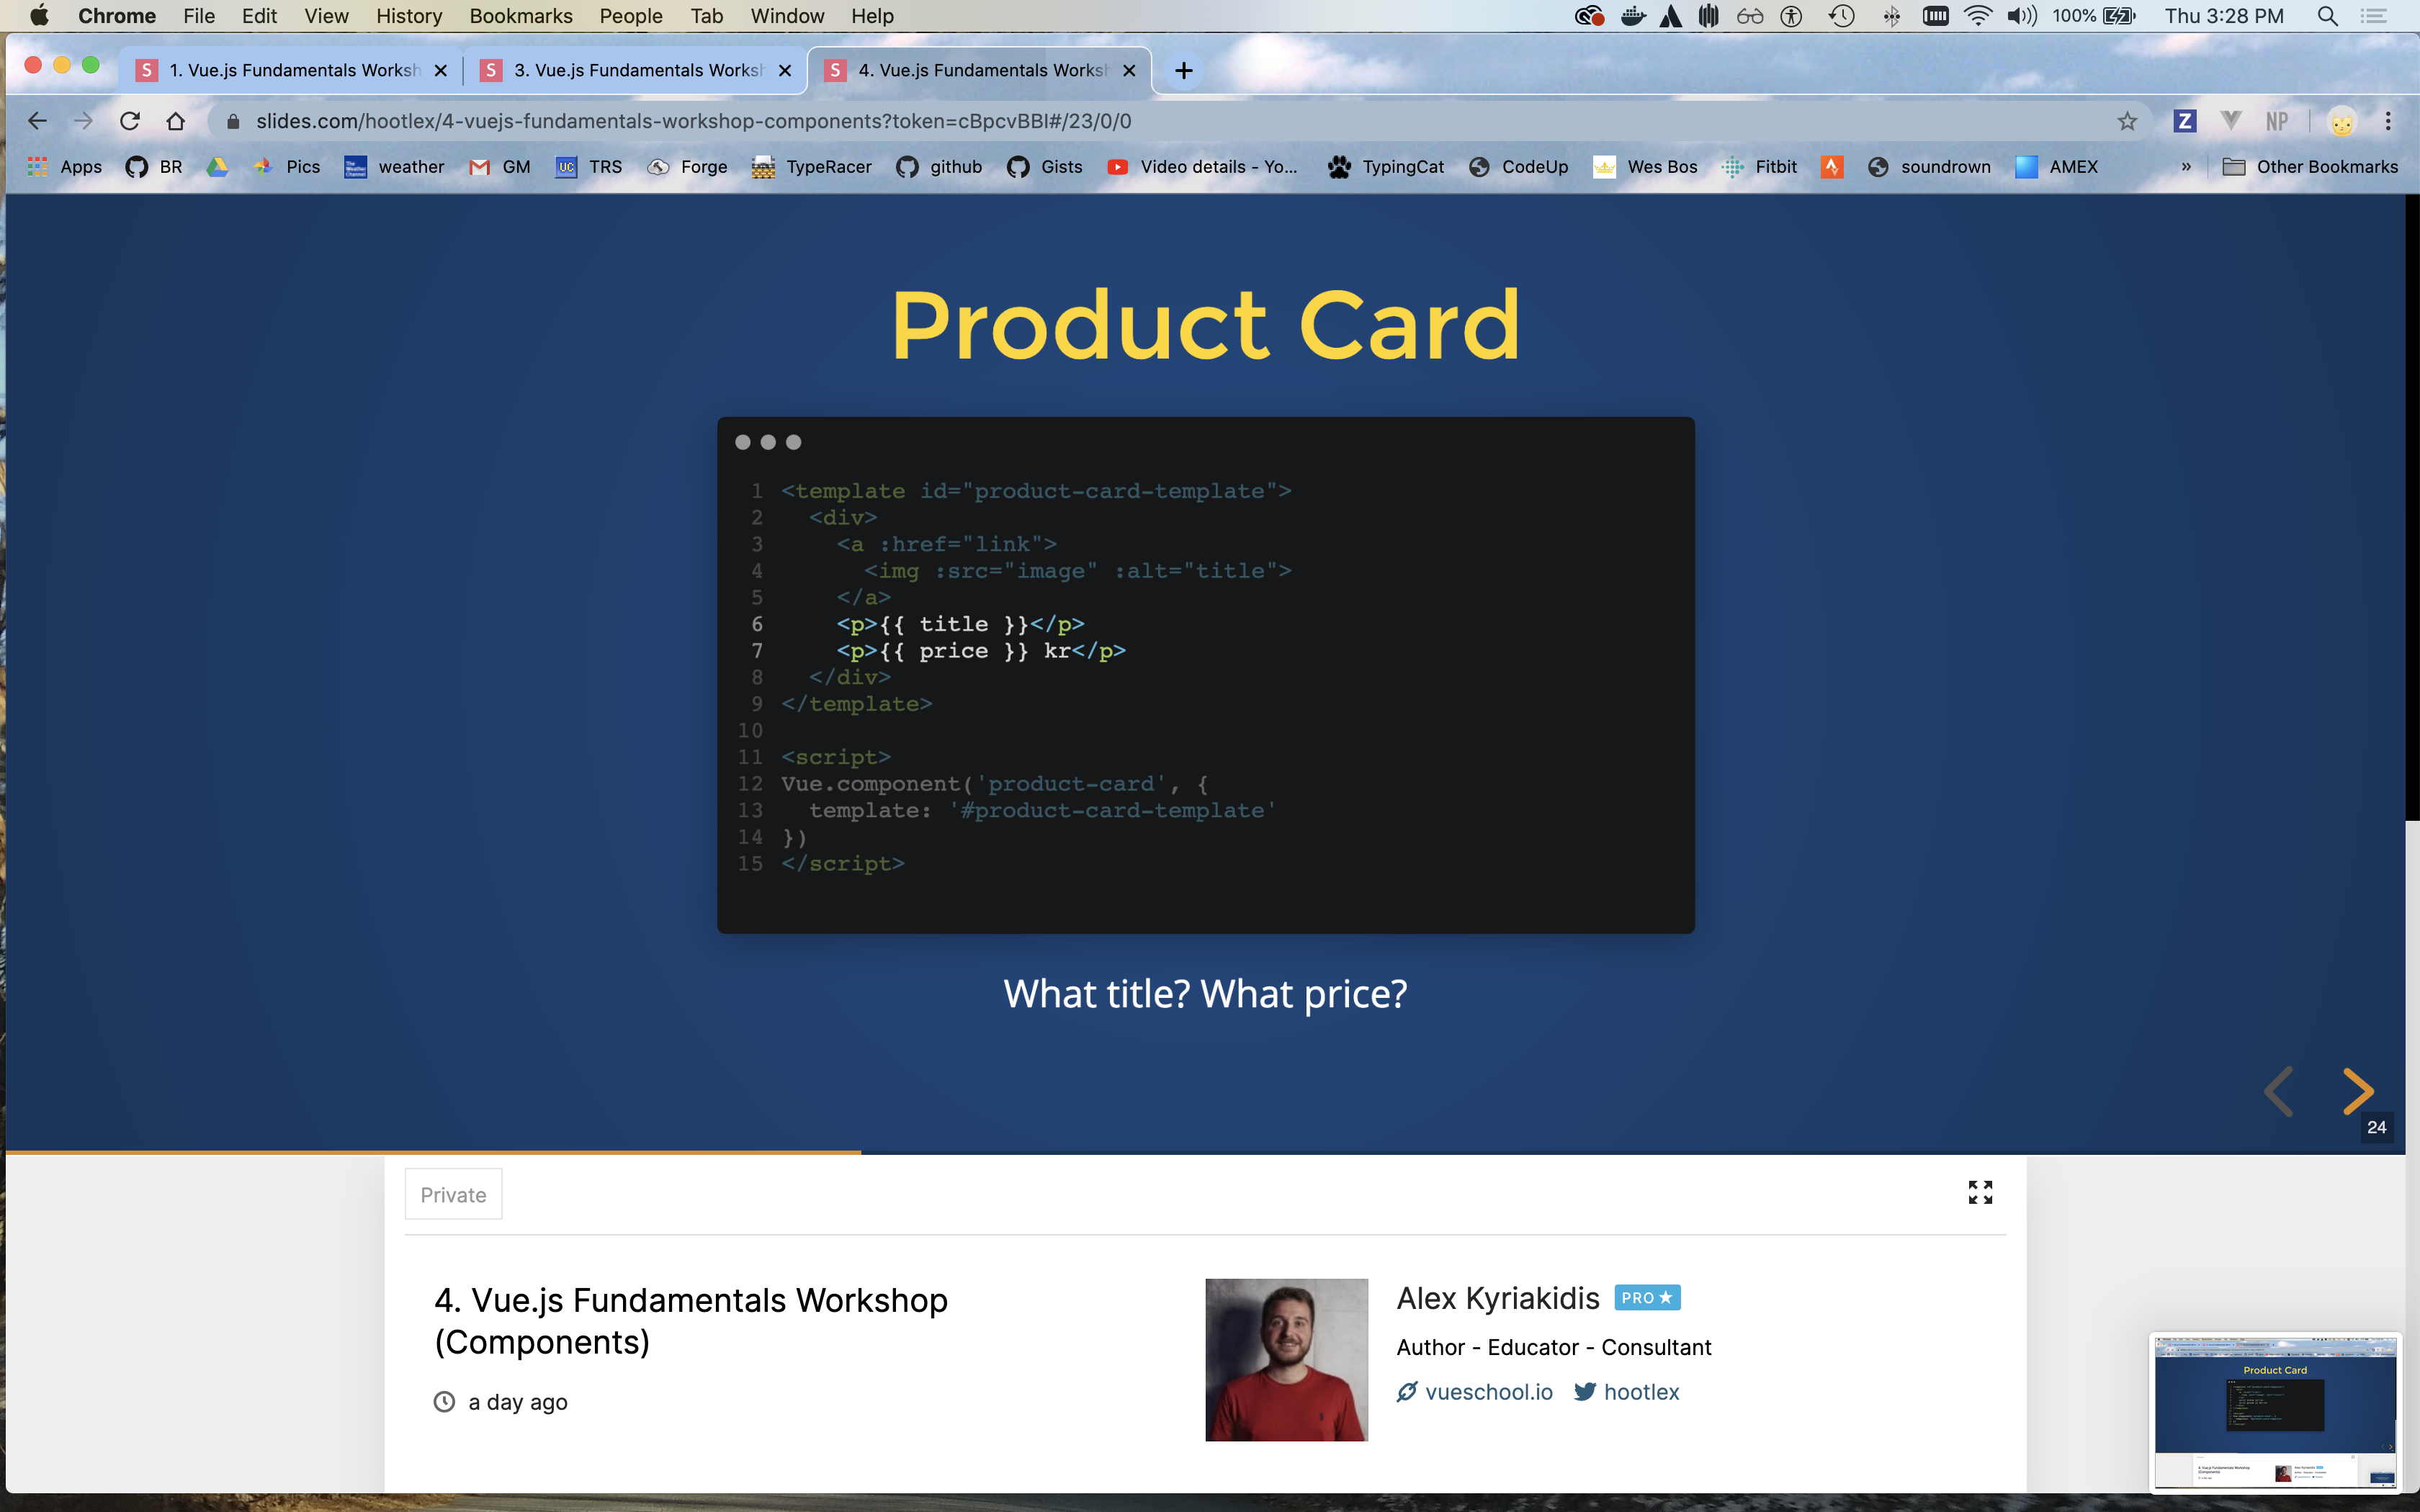 Chrome File Edit View History Bookmarks People Tab Window Help 100% Thu 3:28 PM
S 1. Vue.js Fundamentals Worksh S 3. Vue.js Fundamentals Worksh S 4. Vue.js Fundamentals Worksh
slides.com/hootlex/4-vuejs-fundamentals-workshop-components?token=cBpcvBBI#/23/0/0 Z NP
Apps BR Pics weather GM UC TRS Forge TypeRacer github Gists Video details - Yo... TypingCat CodeUp Wes Bos Fitbit soundrown AMEX » Other Bookmarks
Product Card
1 <template id="product-card-template">
2 <div>
3 <a :href="link">
4 <img :src="image" :alt="title">
5 </a>
6 <p>{{ title }}</p>
7 <p>{{ price }} kr</p>
8 </div>
9 </template>
10
11 <script>
12 Vue.component('product-card', {
13 template: '#product-card-template'
14 })
15 </script>
What title? What price?
24
Private
4. Vue.js Fundamentals Workshop
(Components)
a day ago
Alex Kyriakidis PRO
Author - Educator - Consultant
vueschool.io hootlex
Product Card